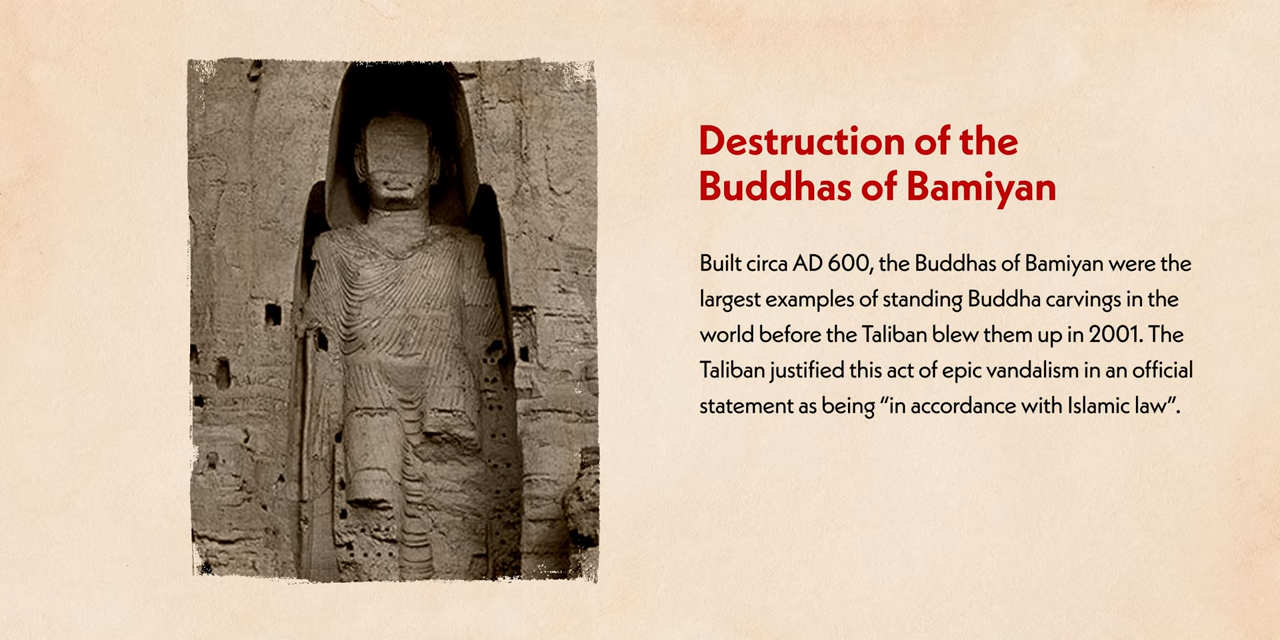 Destruction of the
Buddhas of Bamiyan
Built circa AD 600, the Buddhas of Bamiyan were the
largest examples of standing Buddha carvings in the
world before the Taliban blew them up in 2001. The
Taliban justified this act of epic vandalism in an official
statement as being “in accordance with Islamic law”.